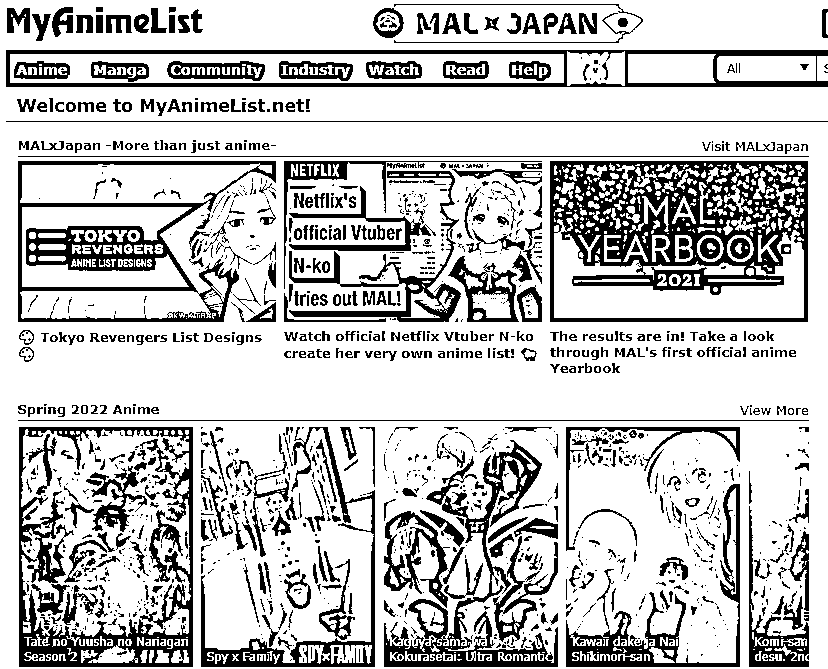 MyAnimeList
MAL x JAPAN
Anime Manga Community Industry Watch Read Help
All
Welcome to MyAnimeList.net!
MALxJapan -More than just anime-
Visit MALxJapan
TOKYO
REVENGERS
ANIME LIST DESIGNS
NETFLIX
Netflix's
official Vtuber
N-ko
tries out MAL!
MyAnimeList
MAL
YEARBOOK
2021
Tokyo Revengers List Designs
Watch official Netflix Vtuber N-ko
create her very own anime list!
The results are in! Take a look
through MAL's first official anime
Yearbook
Spring 2022 Anime
View More
Tate no Yuusha no Nariagari
Season 2
Spy x Family
SPY×FAMILY
Kaguya-sama wa
Kokurasetai: Ultra Romantic
Kawaii dake ja Nai
Shikimori-san
Komi-san
desu. 2nd